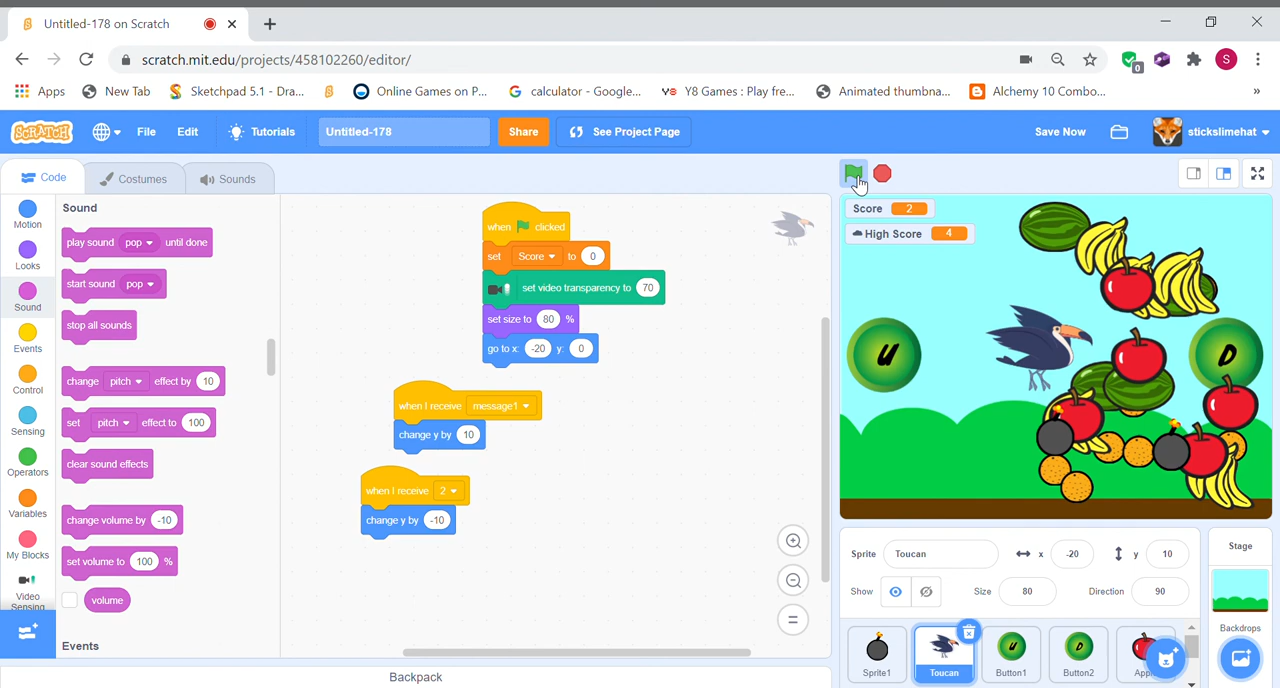 Untitled-178 on Scratch
scratch.mit.edu/projects/458102260/editor/
0
S
Apps New Tab Sketchpad 5.1 - Dra... Online Games on P... calculator - Google... Y8 Games : Play fre... Animated thumbna... Alchemy 10 Combo... »
SCRATCH File Edit Tutorials Untitled-178 Share See Project Page Save Now stickslimehat
Code Costumes Sounds
Motion
Looks
Sound
Events
Control
Sensing
Operators
Variables
My Blocks
Video
Sensing
Sound
play sound pop until done
start sound pop
stop all sounds
change pitch effect by 10
set pitch effect to 100
clear sound effects
change volume by -10
set volume to 100 %
volume
Events
when clicked
set Score to 0
set video transparency to 70
set size to 80 %
go to x: -20 y: 0
when I receive message1
change y by 10
when I receive 2
change y by -10
Backpack
Score 2
High Score 4
U
D
Sprite Toucan x -20 y 10
Show Size 80 Direction 90
Sprite1
Toucan
U
Button1
D
Button2
Stage
Backdrops